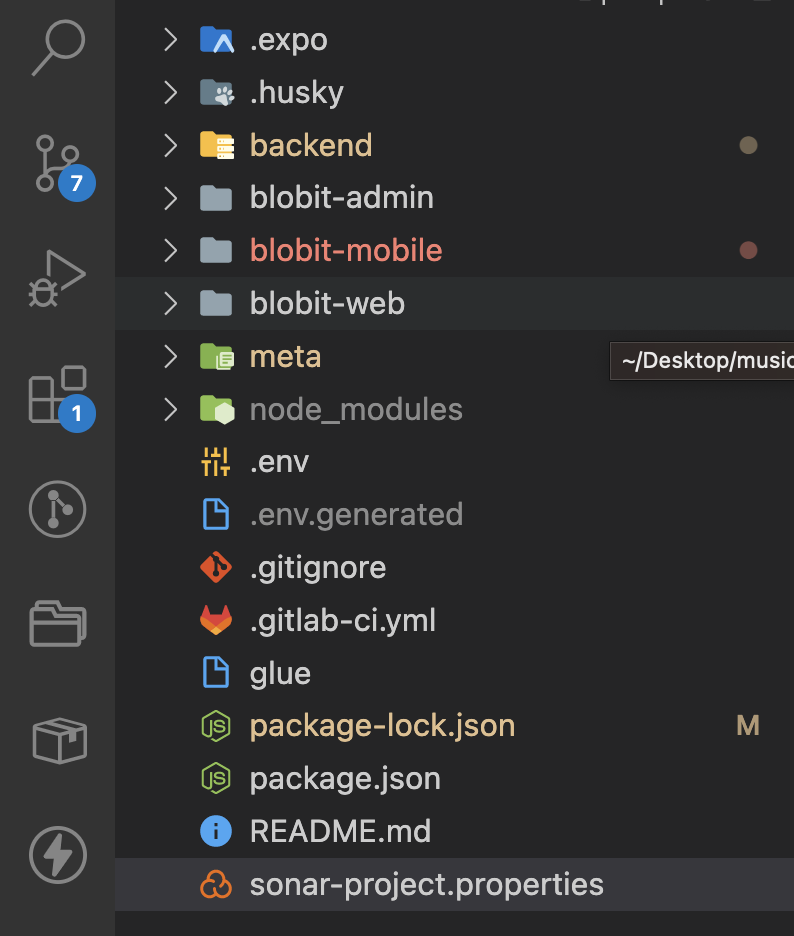 .expo
.husky
backend
7
blobit-admin
blobit-mobile
blobit-web
meta
~/Desktop/music
node_modules
1
.env
.env.generated
.gitignore
.gitlab-ci.yml
glue
package-lock.json M
package.json
README.md
sonar-project.properties